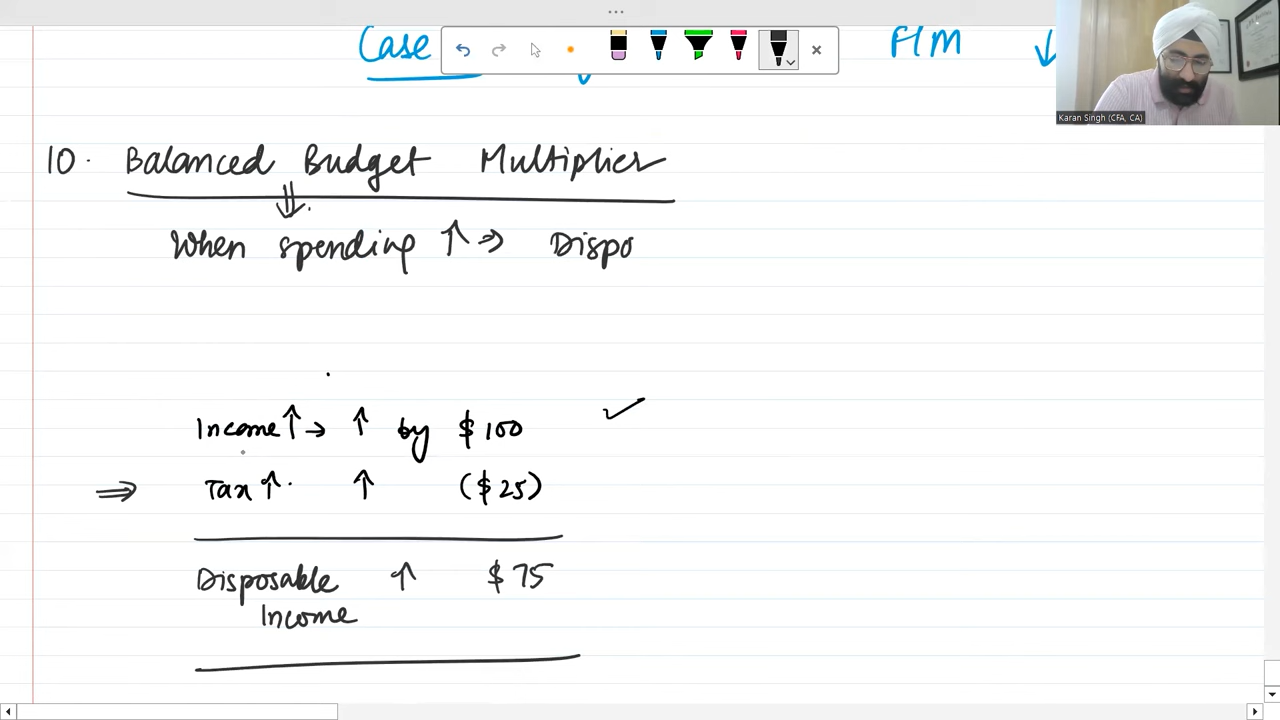 Case
FIM ↓
Karan Singh (CFA, CA)
10. Balanced Budget Multiplier
⇓
When spending ↑ ⇒ Dispo
Income ↑ → ↑ by $100 ✓
⇒ Tax ↑ ↑ ($25)
Disposable ↑ $75
Income